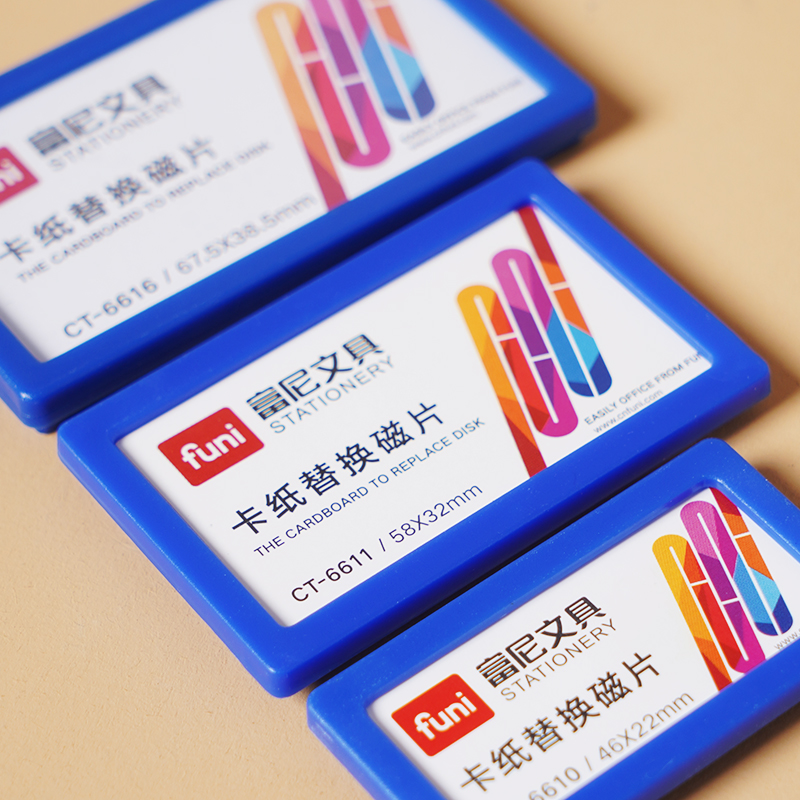 富尼文具
STATIONERY
卡纸替换磁片
THE CARDBOARD TO REPLACE DISK
CT-6616 / 67.5X38.5mm
funi
富尼文具
STATIONERY
卡纸替换磁片
THE CARDBOARD TO REPLACE DISK
CT-6611 / 58X32mm
EASILY OFFICE FROM
www.cnfuni.com
funi
富尼文具
STATIONERY
卡纸替换磁片
6610 / 46X22mm